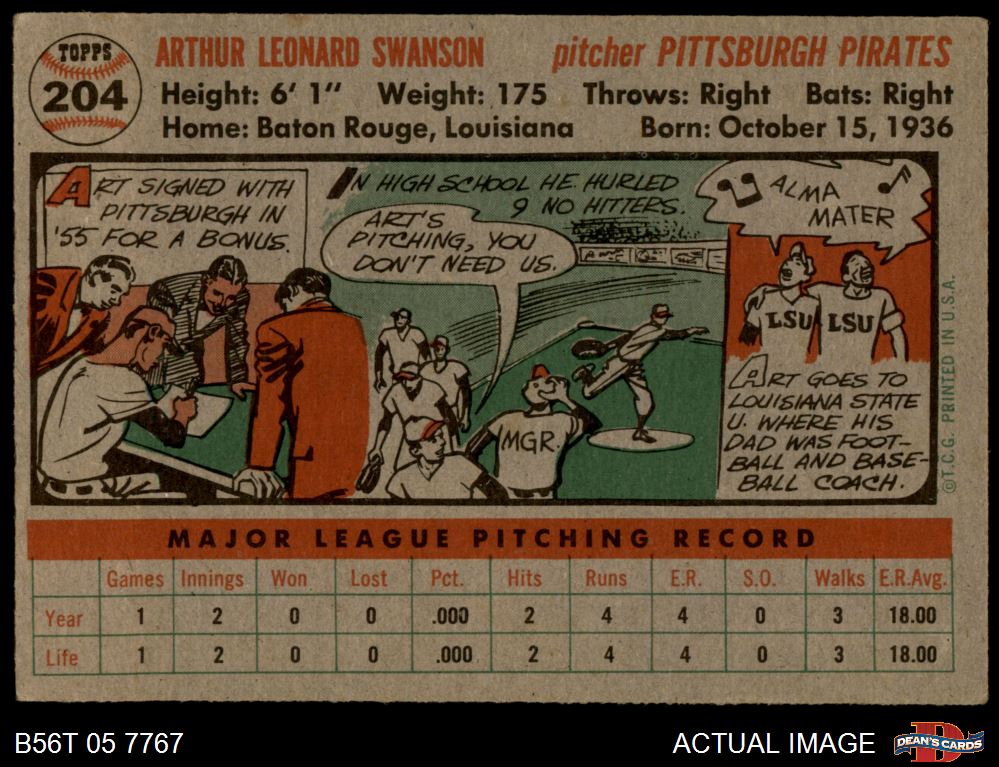 TOPPS
204
ARTHUR LEONARD SWANSON pitcher PITTSBURGH PIRATES
Height: 6' 1" Weight: 175 Throws: Right Bats: Right
Home: Baton Rouge, Louisiana Born: October 15, 1936
ART SIGNED WITH
PITTSBURGH IN
'55 FOR A BONUS.
IN HIGH SCHOOL HE HURLED
9 NO HITTERS.
ART'S
PITCHING, YOU
DON'T NEED US.
MGR.
ALMA
MATER
LSU LSU
ART GOES TO
LOUISIANA STATE
U. WHERE HIS
DAD WAS FOOT-
BALL AND BASE-
BALL COACH.
©T.C.G. PRINTED IN U.S.A.
MAJOR LEAGUE PITCHING RECORD
Games Innings Won Lost Pct. Hits Runs E.R. S.O. Walks E.R.Avg.
Year 1 2 0 0 .000 2 4 4 0 3 18.00
Life 1 2 0 0 .000 2 4 4 0 3 18.00
B56T 05 7767
ACTUAL IMAGE
DEAN'S CARDS